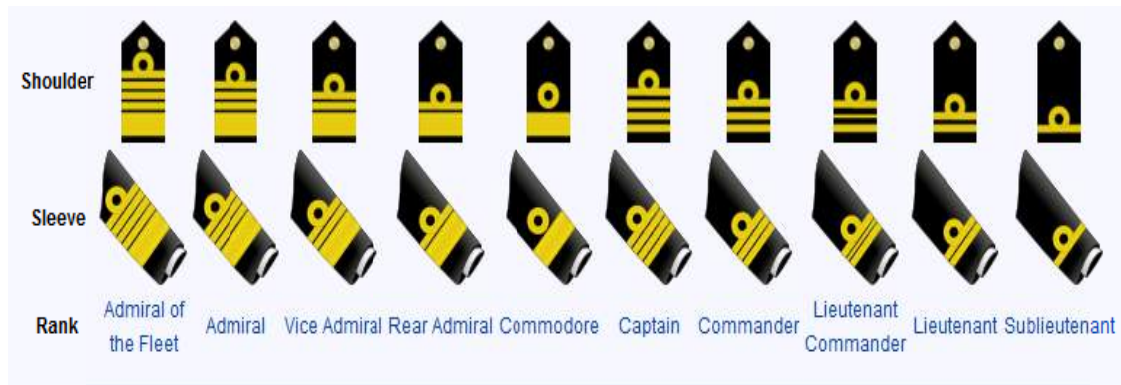 Shoulder
Sleeve
Rank
Admiral of
the Fleet
Admiral
Vice Admiral
Rear Admiral
Commodore
Captain
Commander
Lieutenant
Commander
Lieutenant
Sublieutenant